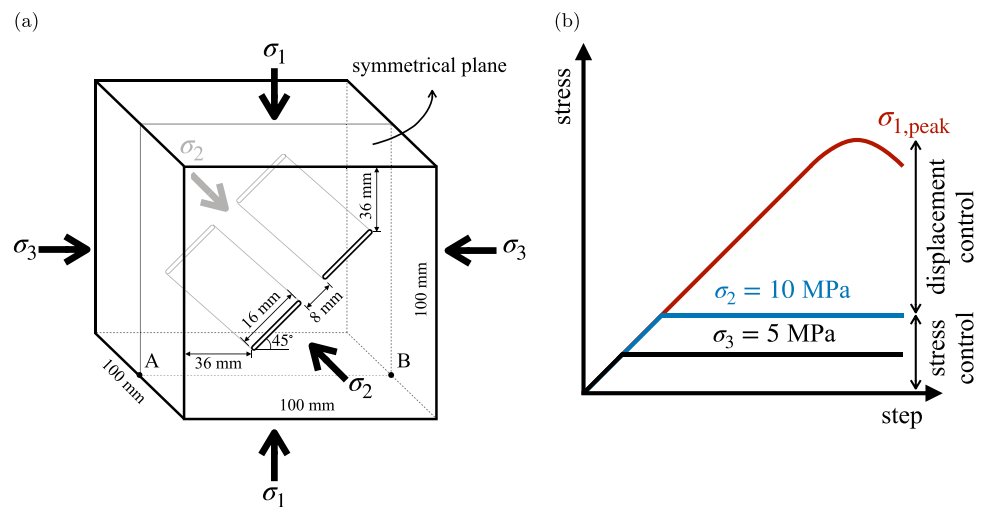 (a)
σ1
symmetrical plane
σ2
36 mm
σ3
σ3
16 mm
8 mm
100 mm
45°
36 mm
A
B
σ2
100 mm
100 mm
σ1
(b)
stress
σ1,peak
displacement
control
σ2 = 10 MPa
σ3 = 5 MPa
stress
control
step